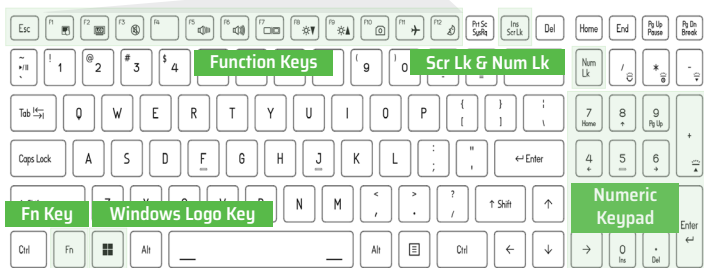 Esc F1 F2 F3 F4 F5 F6 F7 F8 F9 F10 F11 F12 Prt Sc SysRq Ins Scr Lk Del Home End Pg Up Pause Pg Dn Break
~ ` ! 1 @ 2 # 3 $ 4 Function Keys ( 9 ) 0 Scr Lk & Num Lk Num Lk / * -
Tab Q W E R T Y U I O P { [ } ] \ 7 Home 8 ↑ 9 Pg Up +
Caps Lock A S D F G H J K L : ; " ' ↵ Enter 4 ← 5 6 →
Fn Key Windows Logo Key N M < , > . ? / ↑ Shift ↑ Numeric Keypad
Ctrl Fn Alt Alt Ctrl ← ↓ → 0 Ins . Del Enter